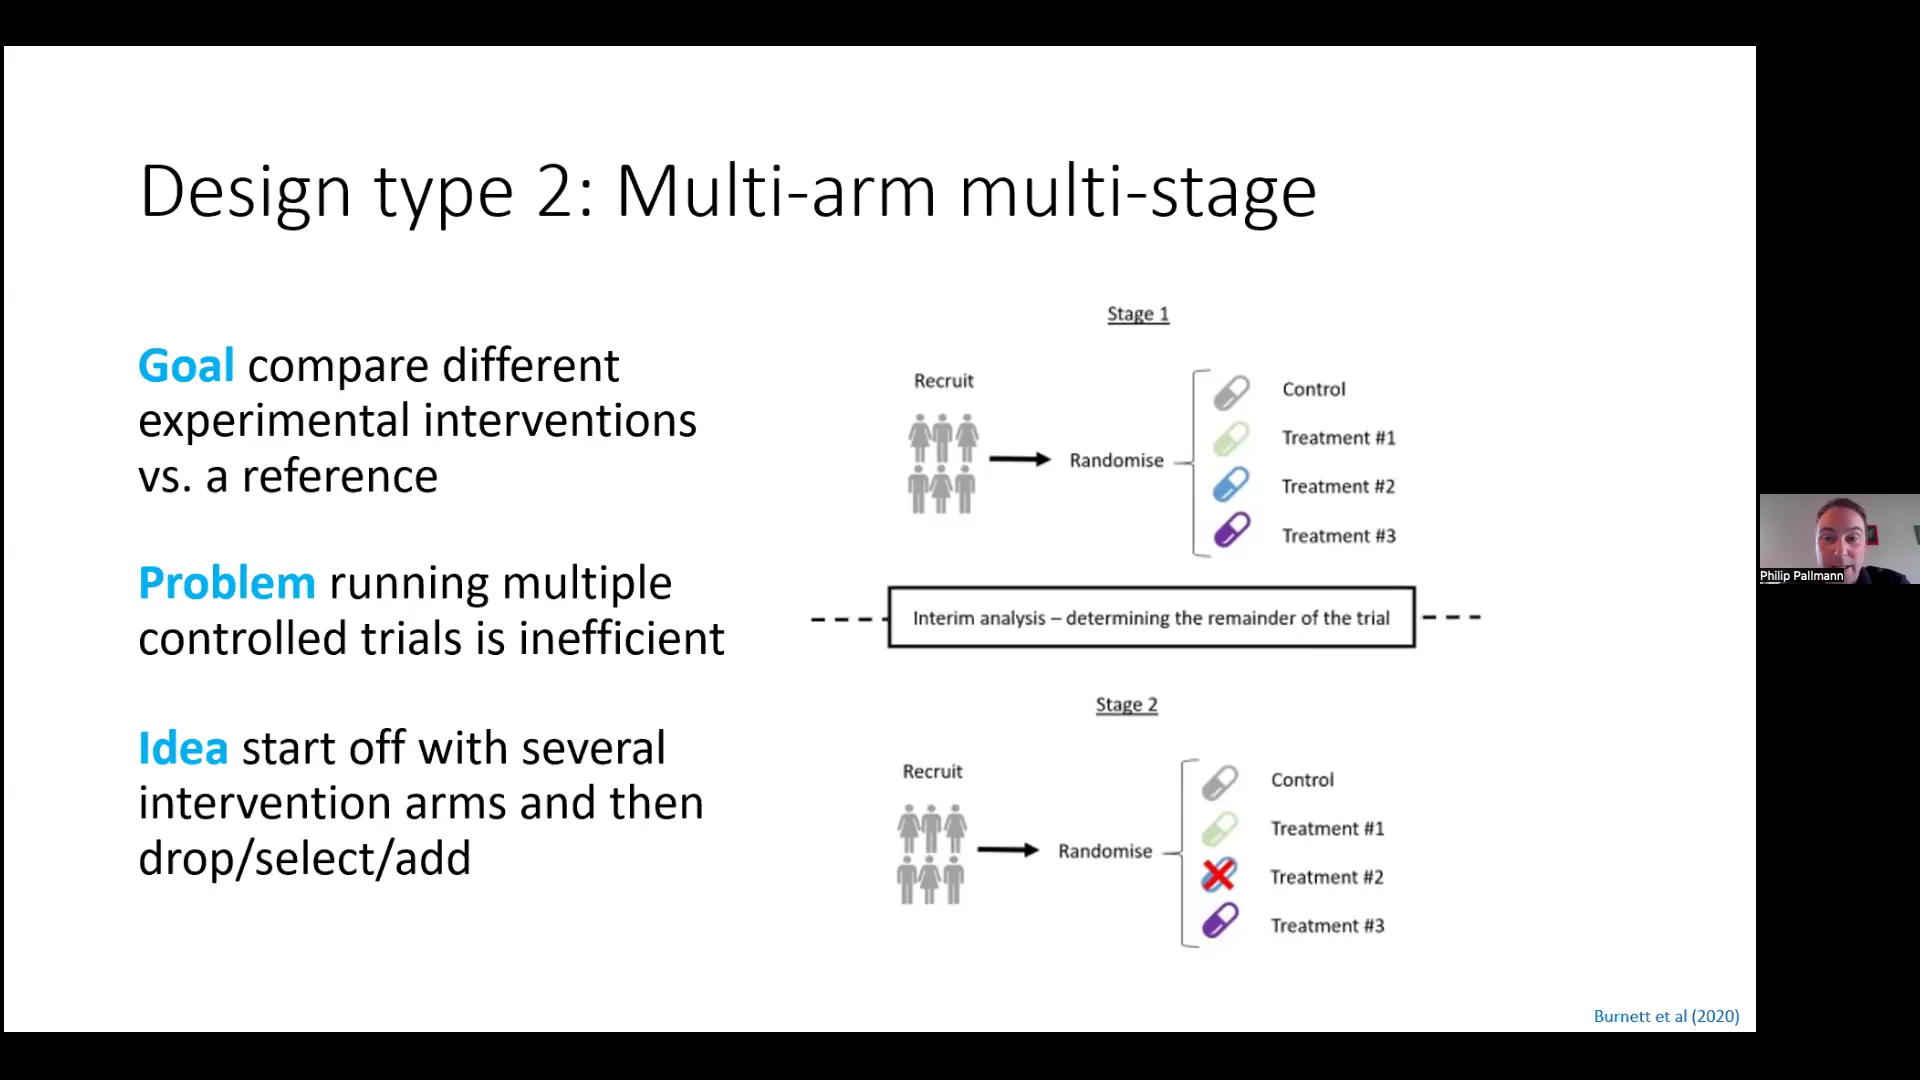 Design type 2: Multi-arm multi-stage
Goal compare different
experimental interventions
vs. a reference
Problem running multiple
controlled trials is inefficient
Idea start off with several
intervention arms and then
drop/select/add
Stage 1
Recruit
Randomise
Control
Treatment #1
Treatment #2
Treatment #3
Interim analysis – determining the remainder of the trial
Stage 2
Recruit
Randomise
Control
Treatment #1
Treatment #2
Treatment #3
Burnett et al (2020)
Philip Pallmann